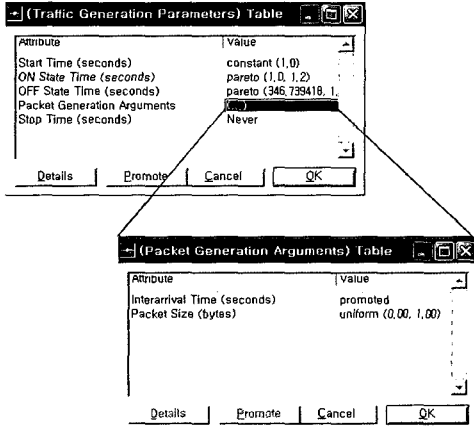 (Traffic Generation Parameters) Table
Attribute Value
Start Time (seconds) constant (1,0)
ON State Time (seconds) pareto (1,0, 1,2)
OFF State Time (seconds) pareto (346,739418, 1,
Packet Generation Arguments (...)
Stop Time (seconds) Never
Details Promote Cancel OK
(Packet Generation Arguments) Table
Attribute Value
Interarrival Time (seconds) promoted
Packet Size (bytes) uniform (0,00, 1,00)
Details Promote Cancel OK